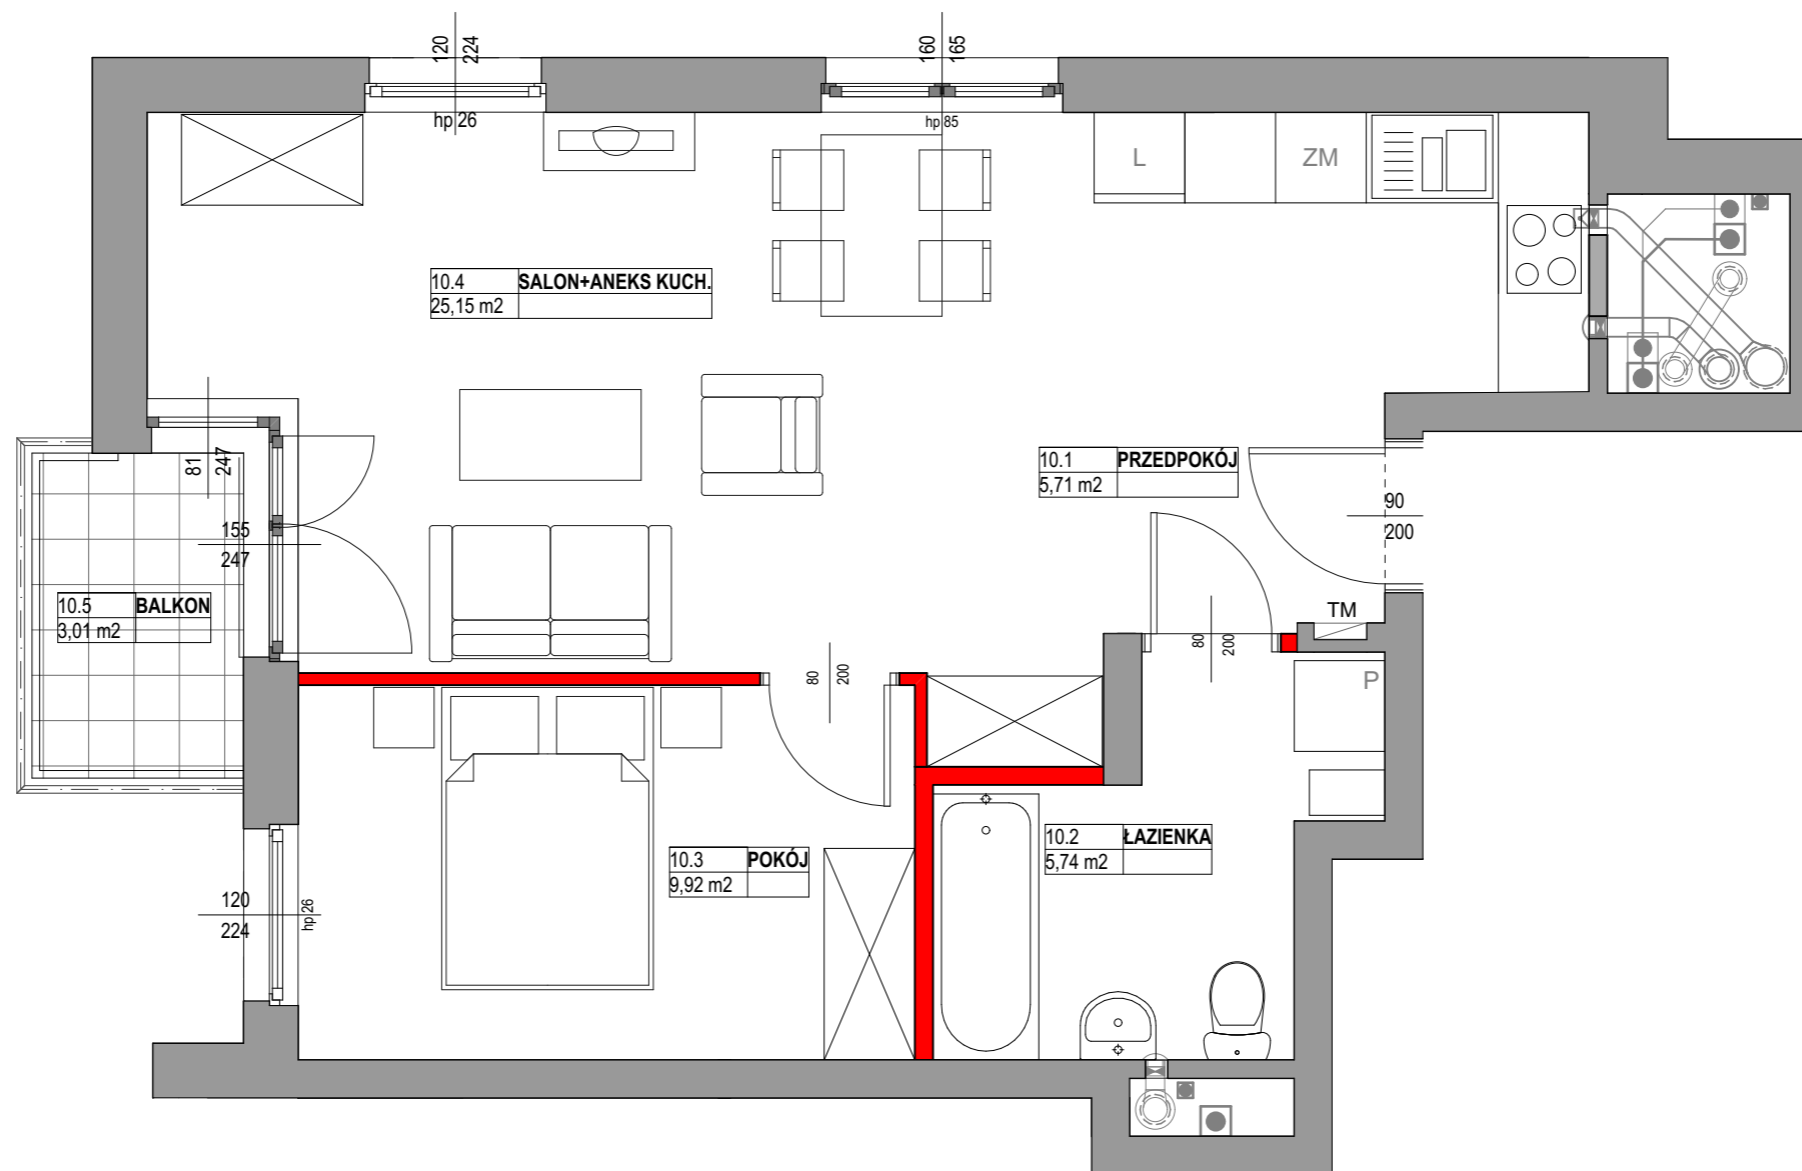 120
224
160
165
hp 26
hp 85
L
ZM
10.4 SALON+ANEKS KUCH.
25,15 m2
81
247
10.1 PRZEDPOKÓJ
5,71 m2
90
200
155
247
10.5 BALKON
3,01 m2
TM
80
200
80
200
P
10.3 POKÓJ
9,92 m2
10.2 ŁAZIENKA
5,74 m2
120
224
hp 26